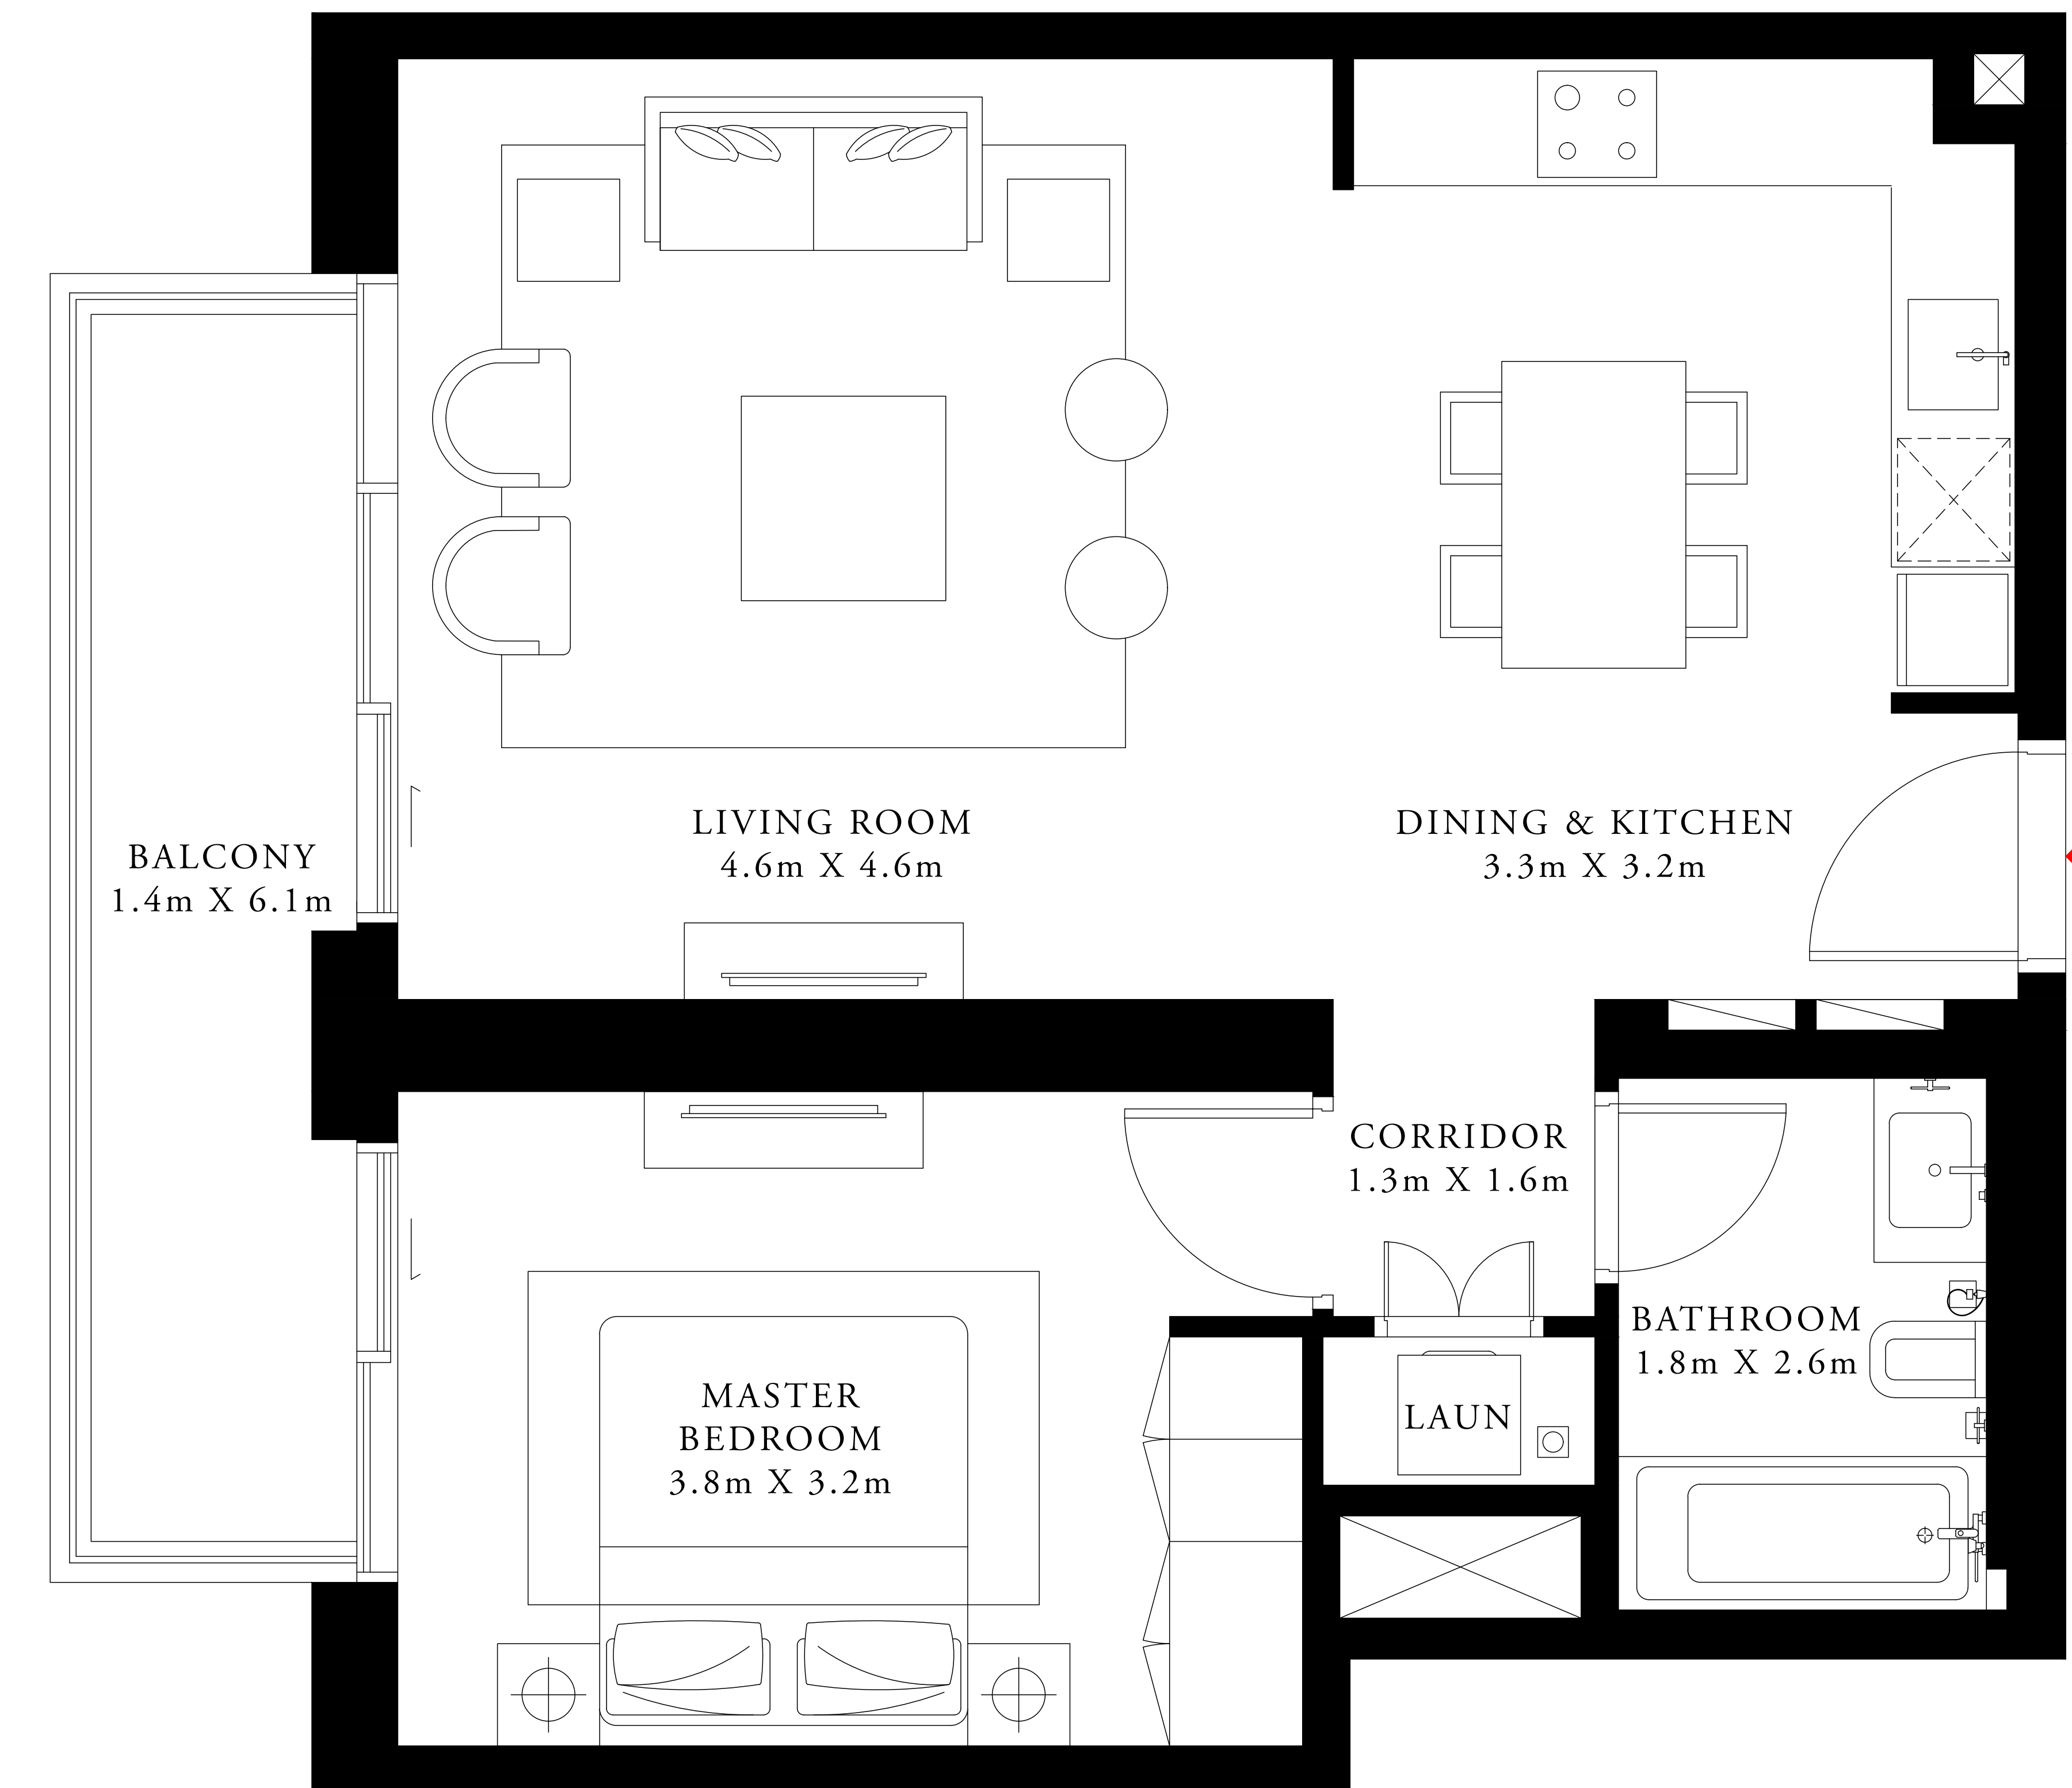 LIVING ROOM
4.6m X 4.6m
DINING & KITCHEN
3.3m X 3.2m
BALCONY
1.4m X 6.1m
CORRIDOR
1.3m X 1.6m
BATHROOM
1.8m X 2.6m
MASTER
BEDROOM
3.8m X 3.2m
LAUN